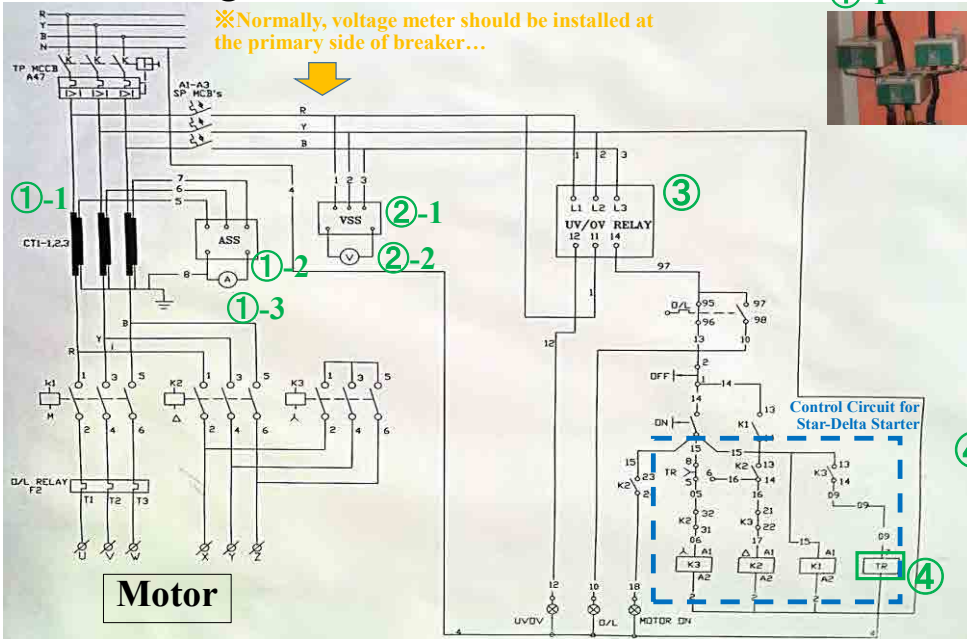 ※Normally, voltage meter should be installed at
the primary side of breaker…
R
Y
B
N
TP MCCB
A47
K
K
K
I>I
I>I
I>I
A1-A3
SP MCB's
R
Y
B
1
2
3
4
1
2
3
7
6
5
①-1
CT1-1,2,3
ASS
A
①-2
①-3
8
VSS
②-1
V
②-2
③
L1
L2
L3
UV/OV RELAY
12
11
14
97
1
12
O/L
95
96
97
98
13
10
2
OFF
1
14
14
13
K1
ON
Control Circuit for
Star-Delta Starter
15
15
15
K2
23
TR
8
5
6
16
K2
13
14
K3
13
14
05
16
09
09
K2
32
31
K3
21
22
06
17
15
09
K3
A1
A2
K2
A1
A2
K1
A1
A2
TR
④
2
2
2
B
Y
R
K1
M
1
3
5
2
4
6
K2
1
3
5
2
4
6
K3
1
3
5
2
4
6
O/L RELAY
F2
T1
T2
T3
U
V
W
X
Y
Z
Motor
12
10
18
UVOV
O/L
MOTOR ON
4